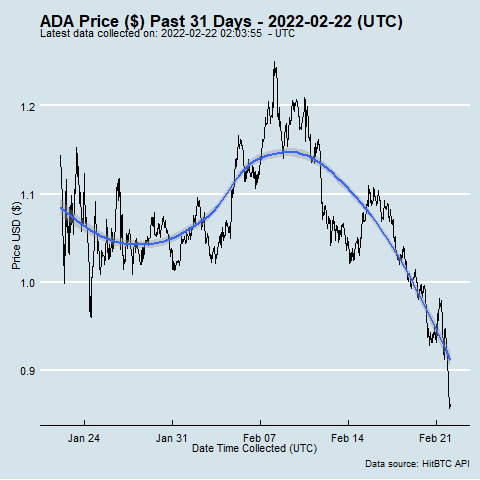 ADA Price ($) Past 31 Days - 2022-02-22 (UTC)
Latest data collected on: 2022-02-22 02:03:55 - UTC
1.2
1.1
1.0
0.9
Price USD ($)
Jan 24 Jan 31 Feb 07 Feb 14 Feb 21
Date Time Collected (UTC)
Data source: HitBTC API